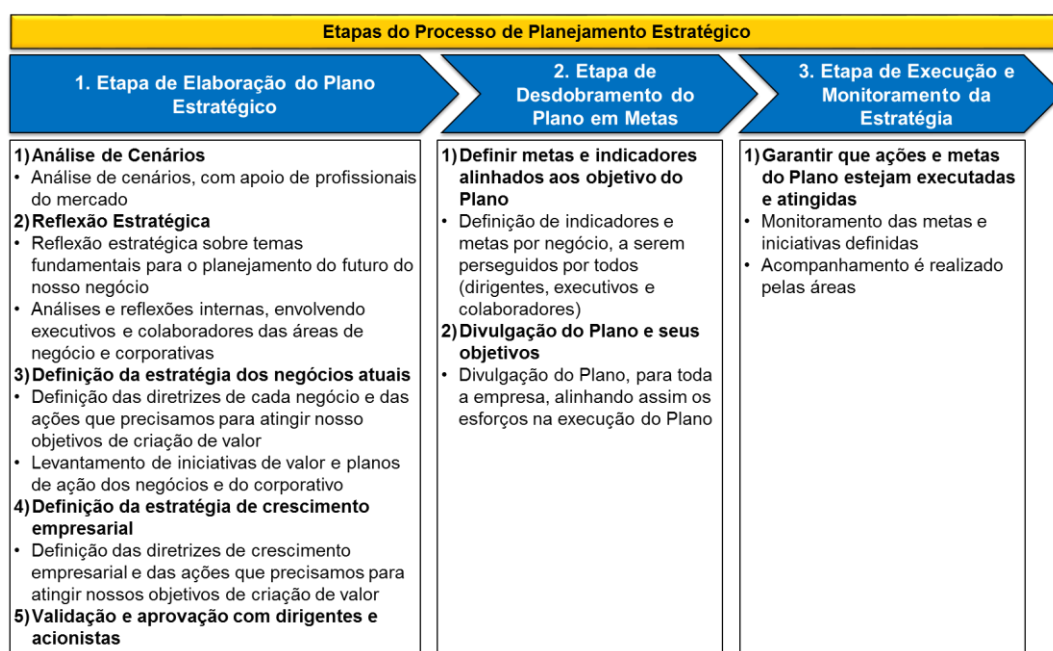 Etapas do Processo de Planejamento Estratégico
1. Etapa de Elaboração do Plano
Estratégico
2. Etapa de
Desdobramento do
Plano em Metas
3. Etapa de Execução e
Monitoramento da
Estratégia
1) Análise de Cenários
• Análise de cenários, com apoio de profissionais
do mercado
2) Reflexão Estratégica
• Reflexão estratégica sobre temas
fundamentais para o planejamento do futuro do
nosso negócio
• Análises e reflexões internas, envolvendo
executivos e colaboradores das áreas de
negócio e corporativas
3) Definição da estratégia dos negócios atuais
• Definição das diretrizes de cada negócio e das
ações que precisamos para atingir nosso
objetivos de criação de valor
• Levantamento de iniciativas de valor e planos
de ação dos negócios e do corporativo
4) Definição da estratégia de crescimento
empresarial
• Definição das diretrizes de crescimento
empresarial e das ações que precisamos para
atingir nossos objetivos de criação de valor
5) Validação e aprovação com dirigentes e
acionistas
1) Definir metas e indicadores
alinhados aos objetivo do
Plano
• Definição de indicadores e
metas por negócio, a serem
perseguidos por todos
(dirigentes, executivos e
colaboradores)
2) Divulgação do Plano e seus
objetivos
• Divulgação do Plano, para toda
a empresa, alinhando assim os
esforços na execução do Plano
1) Garantir que ações e metas
do Plano estejam executadas
e atingidas
• Monitoramento das metas e
iniciativas definidas
• Acompanhamento é realizado
pelas áreas